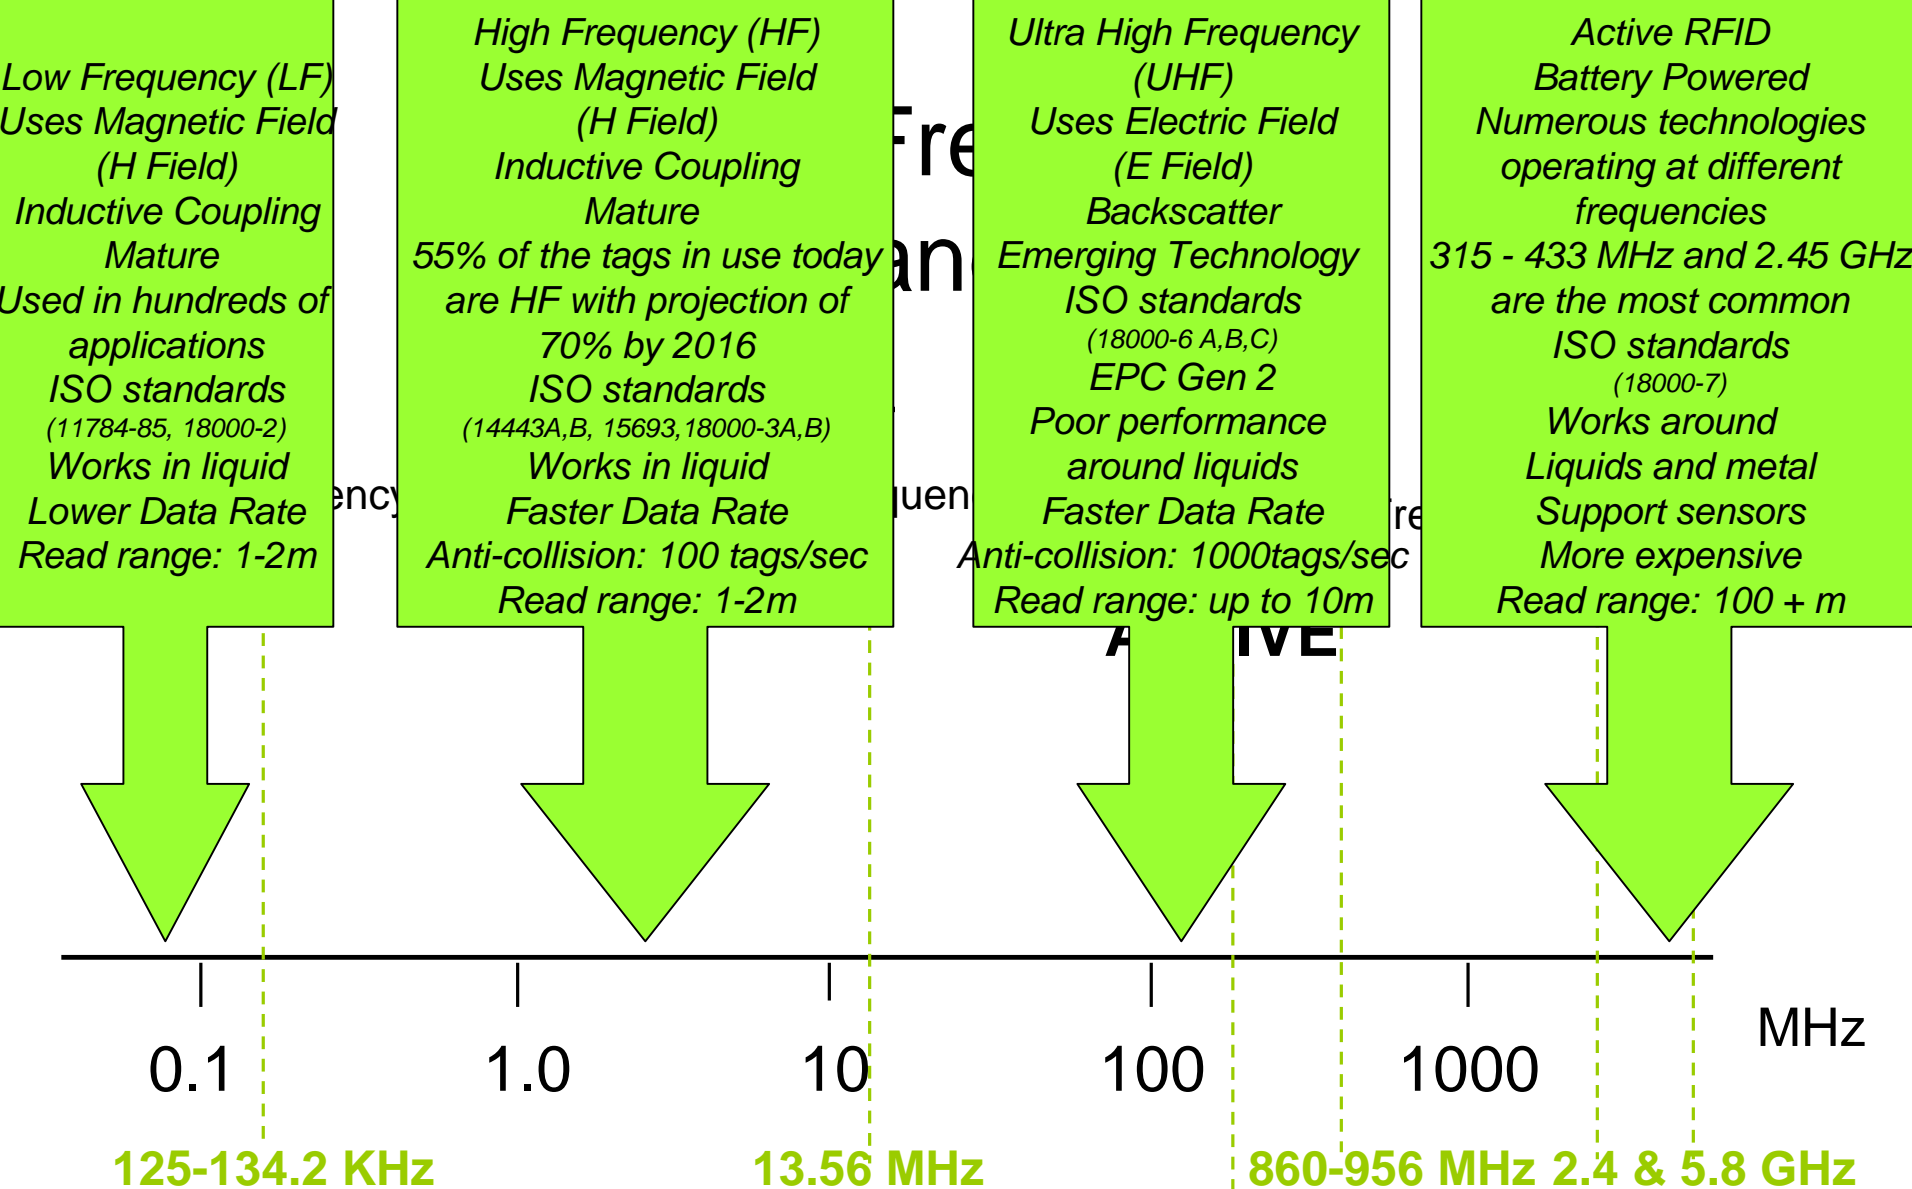 Low Frequency (LF)
Uses Magnetic Field
(H Field)
Inductive Coupling
Mature
Used in hundreds of
applications
ISO standards
(11784-85, 18000-2)
Works in liquid
Lower Data Rate
Read range: 1-2m
High Frequency (HF)
Uses Magnetic Field
(H Field)
Inductive Coupling
Mature
55% of the tags in use today
are HF with projection of
70% by 2016
ISO standards
(14443A,B, 15693,18000-3A,B)
Works in liquid
Faster Data Rate
Anti-collision: 100 tags/sec
Read range: 1-2m
Ultra High Frequency
(UHF)
Uses Electric Field
(E Field)
Backscatter
Emerging Technology
ISO standards
(18000-6 A,B,C)
EPC Gen 2
Poor performance
around liquids
Faster Data Rate
Anti-collision: 1000tags/sec
Read range: up to 10m
Active RFID
Battery Powered
Numerous technologies
operating at different
frequencies
315 - 433 MHz and 2.45 GHz
are the most common
ISO standards
(18000-7)
Works around
Liquids and metal
Support sensors
More expensive
Read range: 100 + m
0.1 1.0 10 100 1000 MHz
125-134.2 KHz 13.56 MHz 860-956 MHz 2.4 & 5.8 GHz